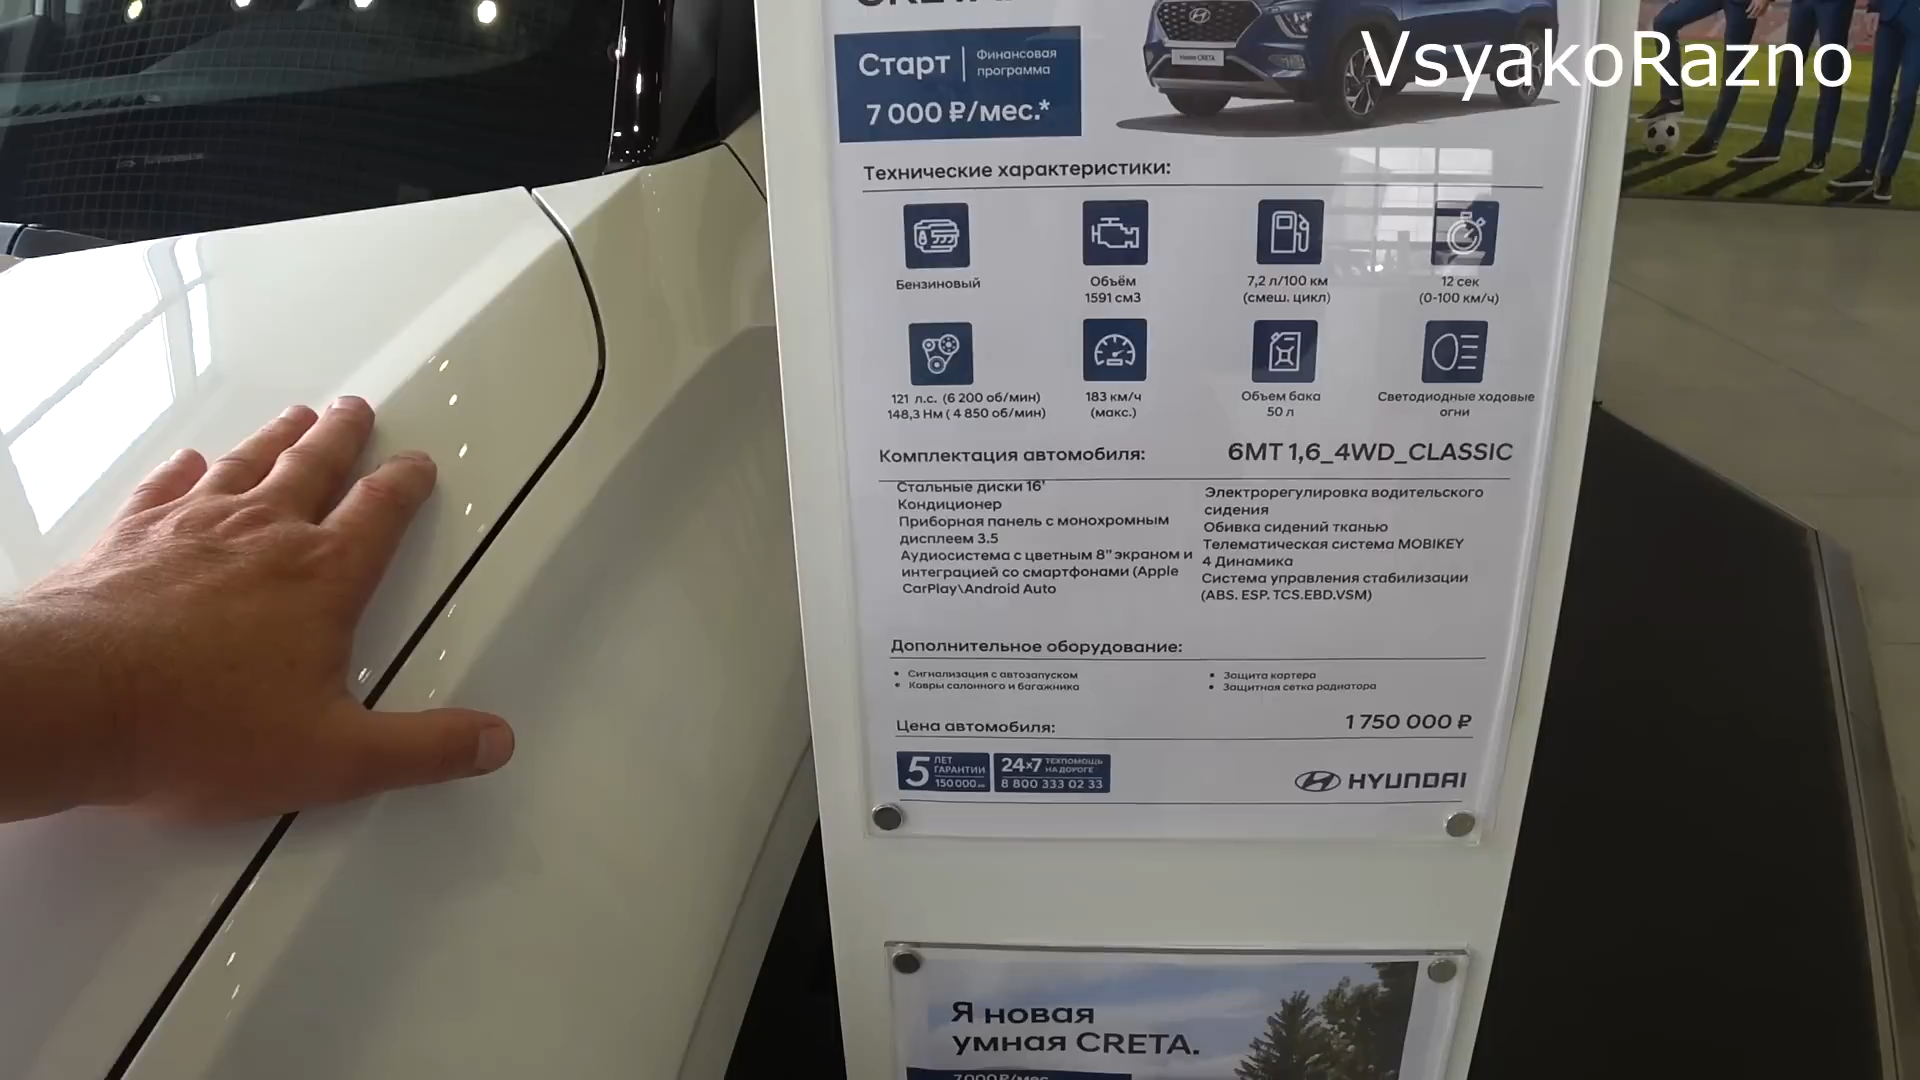 VsyakoRazno
Старт
Финансовая
программа
7 000 ₽/мес.*
Технические характеристики:
Бензиновый
Объём
1591 см3
7,2 л/100 км
(смеш. цикл)
12 сек
(0-100 км/ч)
121 л.с. (6 200 об/мин)
148,3 Нм ( 4 850 об/мин)
183 км/ч
(макс.)
Объем бака
50 л
Светодиодные ходовые
огни
Комплектация автомобиля:
6MT 1,6_4WD_CLASSIC
Стальные диски 16'
Кондиционер
Приборная панель с монохромным
дисплеем 3.5
Аудиосистема с цветным 8" экраном и
интеграцией со смартфонами (Apple
CarPlay\Android Auto
Электрорегулировка водительского
сидения
Обивка сидений тканью
Телематическая система MOBIKEY
4 Динамика
Система управления стабилизации
(ABS. ESP. TCS.EBD.VSM)
Дополнительное оборудование:
• Сигнализация с автозапуском
• Ковры салонного и багажника
• Защита картера
• Защитная сетка радиатора
Цена автомобиля:
1 750 000 ₽
5 ЛЕТ
ГАРАНТИИ
150 000 км
24×7 ТЕХПОМОЩЬ
НА ДОРОГЕ
8 800 333 02 33
HYUNDAI
Я новая
умная CRETA.